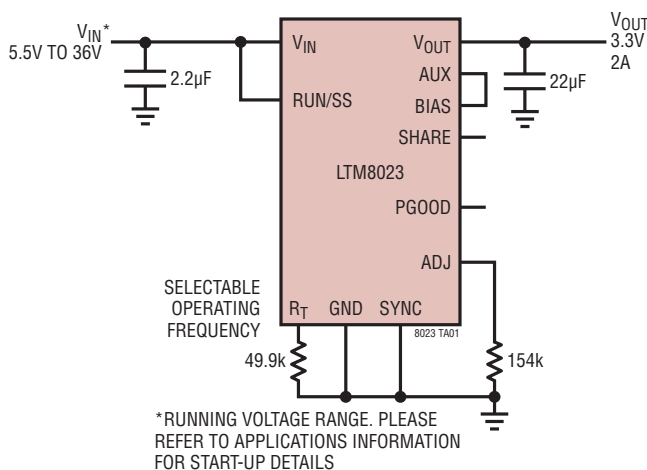 VIN*
5.5V TO 36V
2.2µF
VIN
RUN/SS
VOUT
AUX
BIAS
SHARE
LTM8023
PGOOD
ADJ
VOUT
3.3V
2A
22µF
SELECTABLE
OPERATING
FREQUENCY
RT
GND
SYNC
8023 TA01
49.9k
154k
*RUNNING VOLTAGE RANGE. PLEASE
REFER TO APPLICATIONS INFORMATION
FOR START-UP DETAILS